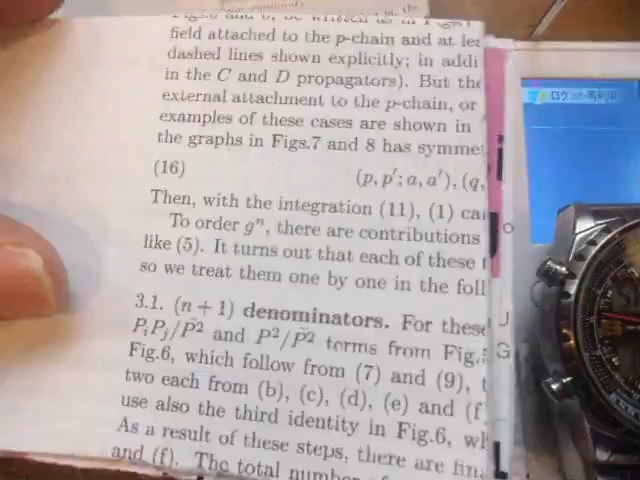 field attached to the p-chain and at lea
dashed lines shown explicitly; in addi
in the C and D propagators). But the
external attachment to the p-chain, or
examples of these cases are shown in
the graphs in Figs.7 and 8 has symmet
(16) (p, p′; a, a′), (q,
Then, with the integration (11), (1) ca
To order gⁿ, there are contributions
like (5). It turns out that each of these
so we treat them one by one in the foll
3.1. (n + 1) denominators. For these
PᵢPⱼ/P̄² and P²/P̄² terms from Fig.
Fig.6, which follow from (7) and (9),
two each from (b), (c), (d), (e) and (f
use also the third identity in Fig.6, wh
As a result of these steps, there are fin
and (f). The total number